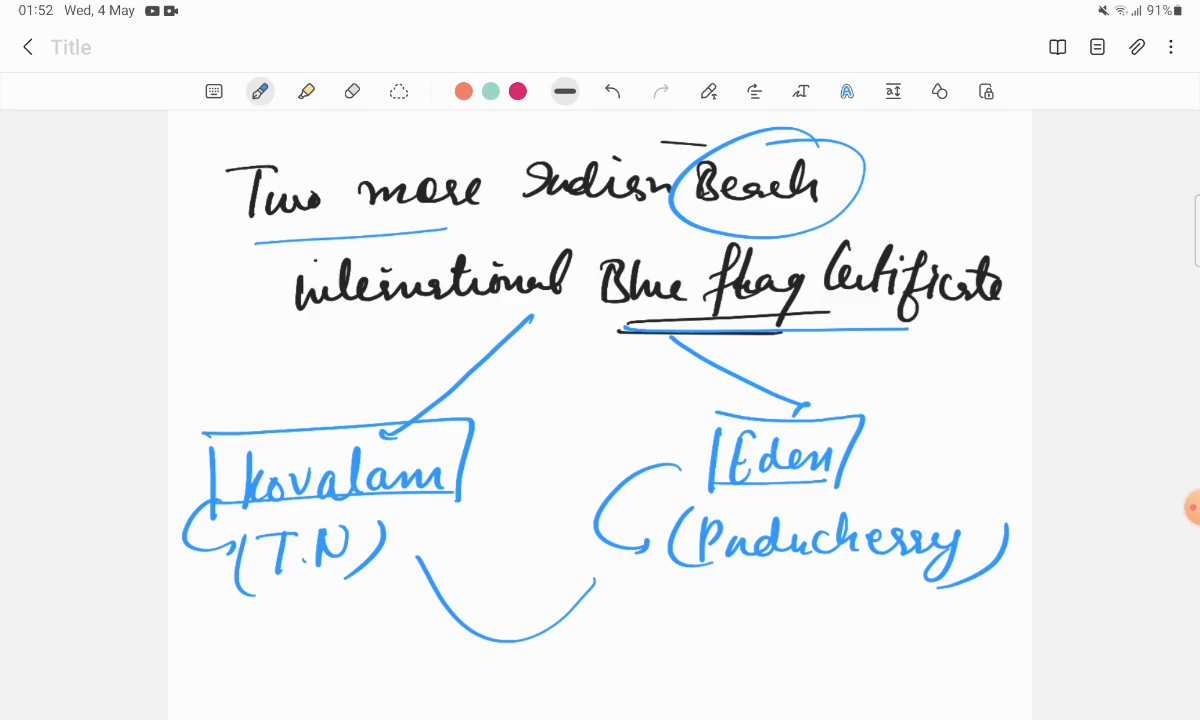 01:52 Wed, 4 May 91%
Title
Two more Indian Beach
international Blue flag Certificate
Kovalam Eden
(T.N) (Puducherry)